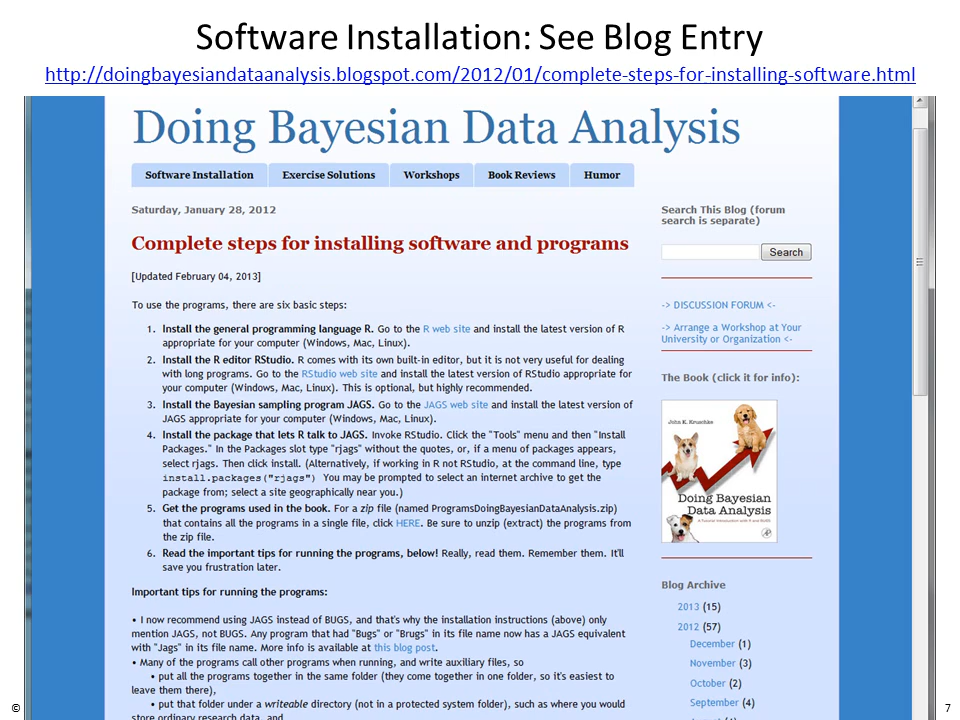 Software Installation: See Blog Entry
http://doingbayesiandataanalysis.blogspot.com/2012/01/complete-steps-for-installing-software.html
Doing Bayesian Data Analysis
Software Installation Exercise Solutions Workshops Book Reviews Humor
Saturday, January 28, 2012
Complete steps for installing software and programs
[Updated February 04, 2013]
To use the programs, there are six basic steps:
1. Install the general programming language R. Go to the R web site and install the latest version of R
appropriate for your computer (Windows, Mac, Linux).
2. Install the R editor RStudio. R comes with its own built-in editor, but it is not very useful for dealing
with long programs. Go to the RStudio web site and install the latest version of RStudio appropriate for
your computer (Windows, Mac, Linux). This is optional, but highly recommended.
3. Install the Bayesian sampling program JAGS. Go to the JAGS web site and install the latest version of
JAGS appropriate for your computer (Windows, Mac, Linux).
4. Install the package that lets R talk to JAGS. Invoke RStudio. Click the "Tools" menu and then "Install
Packages." In the Packages slot type "rjags" without the quotes, or, if a menu of packages appears,
select rjags. Then click install. (Alternatively, if working in R not RStudio, at the command line, type
install.packages("rjags") You may be prompted to select an internet archive to get the
package from; select a site geographically near you.)
5. Get the programs used in the book. For a zip file (named ProgramsDoingBayesianDataAnalysis.zip)
that contains all the programs in a single file, click HERE. Be sure to unzip (extract) the programs from
the zip file.
6. Read the important tips for running the programs, below! Really, read them. Remember them. It'll
save you frustration later.
Important tips for running the programs:
• I now recommend using JAGS instead of BUGS, and that's why the installation instructions (above) only
mention JAGS, not BUGS. Any program that had "Bugs" or "Brugs" in its file name now has a JAGS equivalent
with "Jags" in its file name. More info is available at this blog post.
• Many of the programs call other programs when running, and write auxiliary files, so
• put all the programs together in the same folder (they come together in one folder, so it's easiest to
leave them there),
• put that folder under a writeable directory (not in a protected system folder), such as where you would
store ordinary research data, and
Search This Blog (forum
search is separate)
Search
-> DISCUSSION FORUM <-
-> Arrange a Workshop at Your
University or Organization <-
The Book (click it for info):
John K. Kruschke
Doing Bayesian
Data Analysis
A Tutorial Introduction with R and BUGS
Blog Archive
2013 (15)
2012 (57)
December (1)
November (3)
October (2)
September (4)
©
7